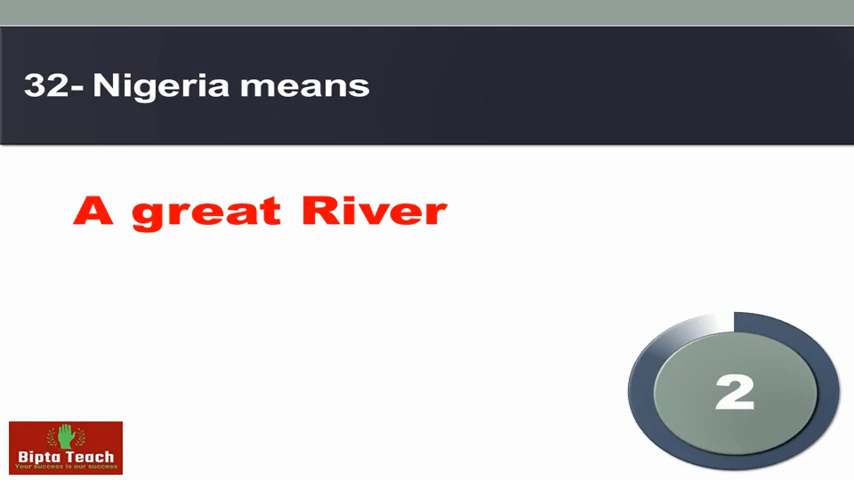 32- Nigeria means
A great River
2
Bipta Teach
Your success is our success